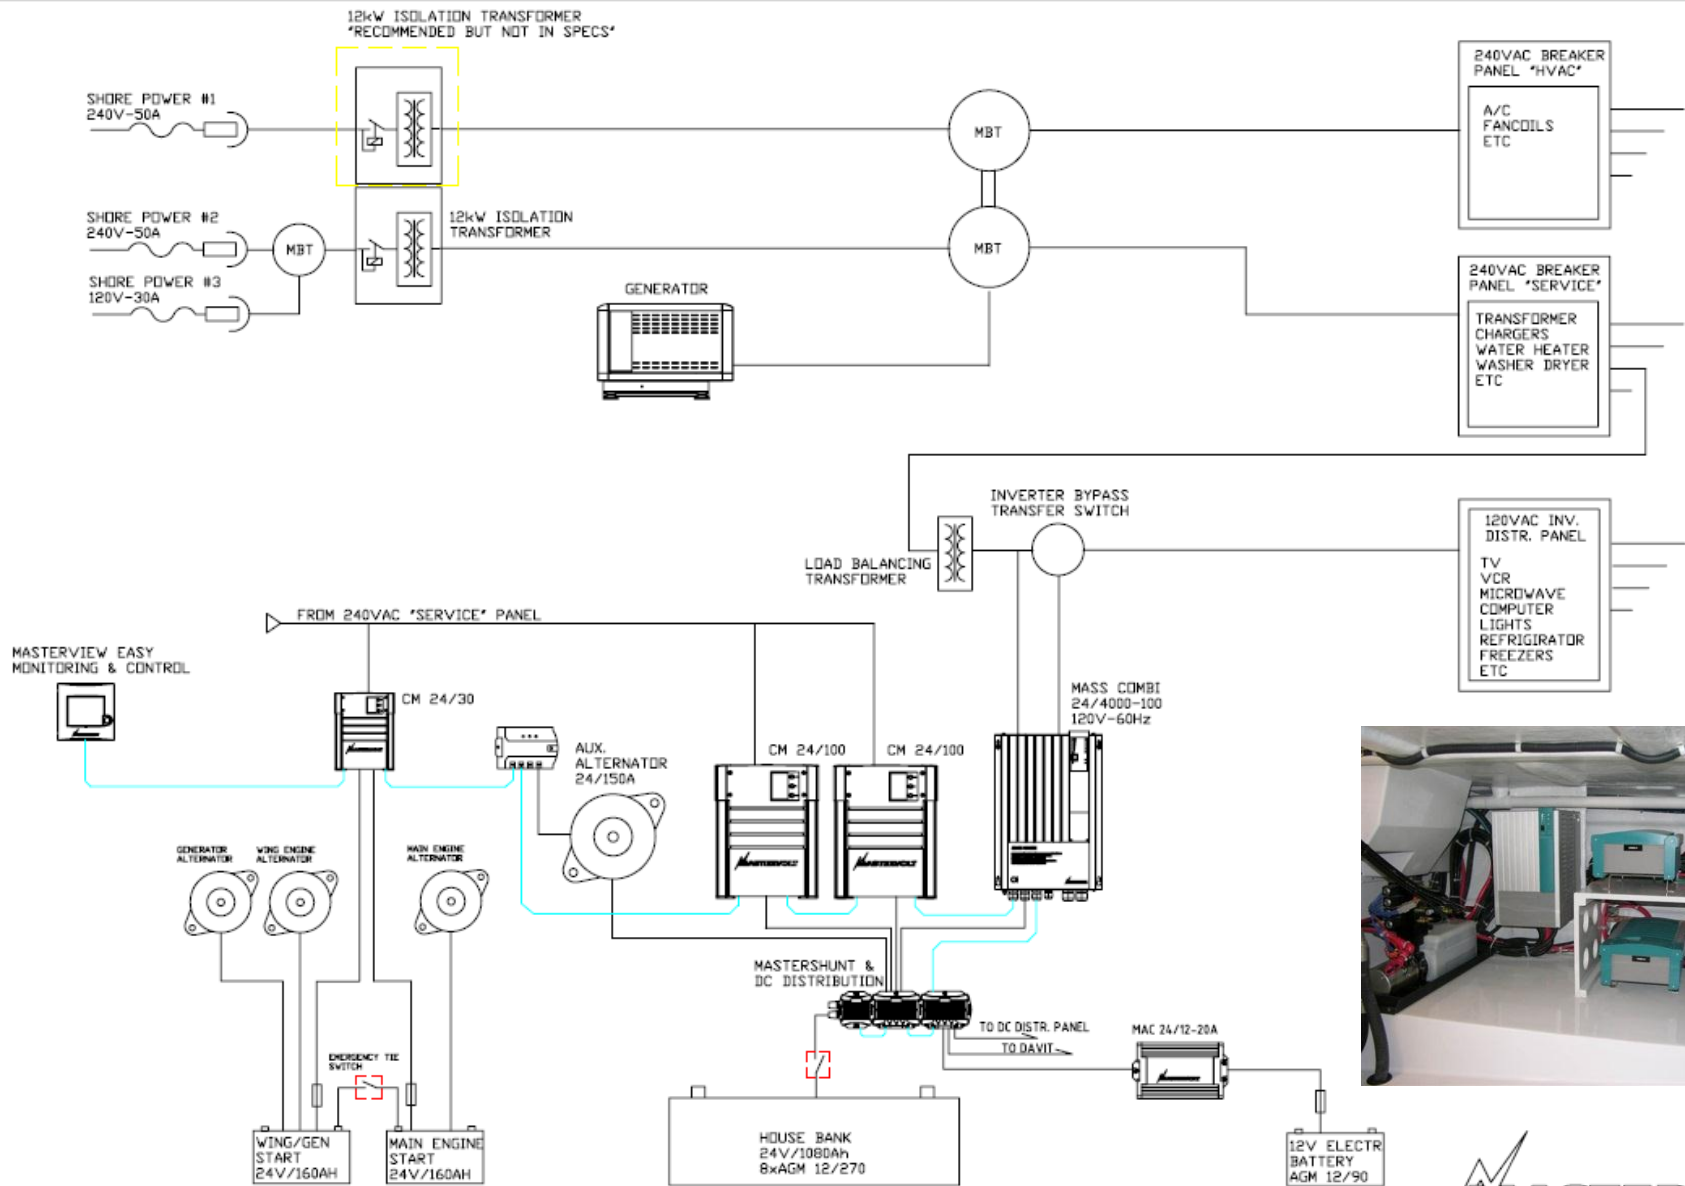 12kW ISOLATION TRANSFORMER
"RECOMMENDED BUT NOT IN SPECS"
SHORE POWER #1
240V-50A
MBT
240VAC BREAKER
PANEL "HVAC"
A/C
FANCOILS
ETC
SHORE POWER #2
240V-50A
MBT
12kW ISOLATION
TRANSFORMER
MBT
SHORE POWER #3
120V-30A
GENERATOR
240VAC BREAKER
PANEL "SERVICE"
TRANSFORMER
CHARGERS
WATER HEATER
WASHER DRYER
ETC
INVERTER BYPASS
TRANSFER SWITCH
LOAD BALANCING
TRANSFORMER
120VAC INV.
DISTR. PANEL
TV
VCR
MICROWAVE
COMPUTER
LIGHTS
REFRIGIRATOR
FREEZERS
ETC
FROM 240VAC "SERVICE" PANEL
MASTERVIEW EASY
MONITORING & CONTROL
CM 24/30
AUX.
ALTERNATOR
24/150A
CM 24/100
CM 24/100
MASS COMBI
24/4000-100
120V-60Hz
MASTERVOLT
MASTERVOLT
GENERATOR
ALTERNATOR
WING ENGINE
ALTERNATOR
MAIN ENGINE
ALTERNATOR
MASTERSHUNT &
DC DISTRIBUTION
TO DC DISTR. PANEL
TO DAVIT
MAC 24/12-20A
EMERGENCY TIE
SWITCH
WING/GEN
START
24V/160AH
MAIN ENGINE
START
24V/160AH
HOUSE BANK
24V/1080Ah
8xAGM 12/270
12V ELECTR
BATTERY
AGM 12/90